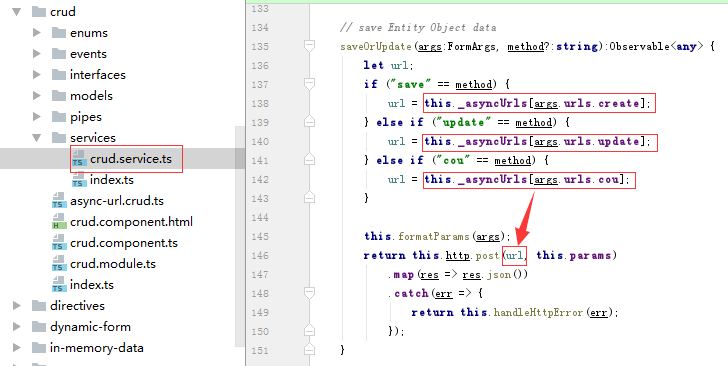 crud
enums
events
interfaces
models
pipes
services
crud.service.ts
index.ts
async-url.crud.ts
crud.component.html
crud.component.ts
crud.module.ts
index.ts
directives
dynamic-form
in-memory-data
133
134 // save Entity Object data
135 saveOrUpdate(args:FormArgs, method?:string):Observable<any> {
136 let url;
137 if ("save" == method) {
138 url = this._asyncUrls[args.urls.create];
139 } else if ("update" == method) {
140 url = this._asyncUrls[args.urls.update];
141 } else if ("cou" == method) {
142 url = this._asyncUrls[args.urls.cou];
143 }
144
145 this.formatParams(args);
146 return this.http.post(url, this.params)
147 .map(res => res.json())
148 .catch(err => {
149 return this.handleHttpError(err);
150 });
151 }